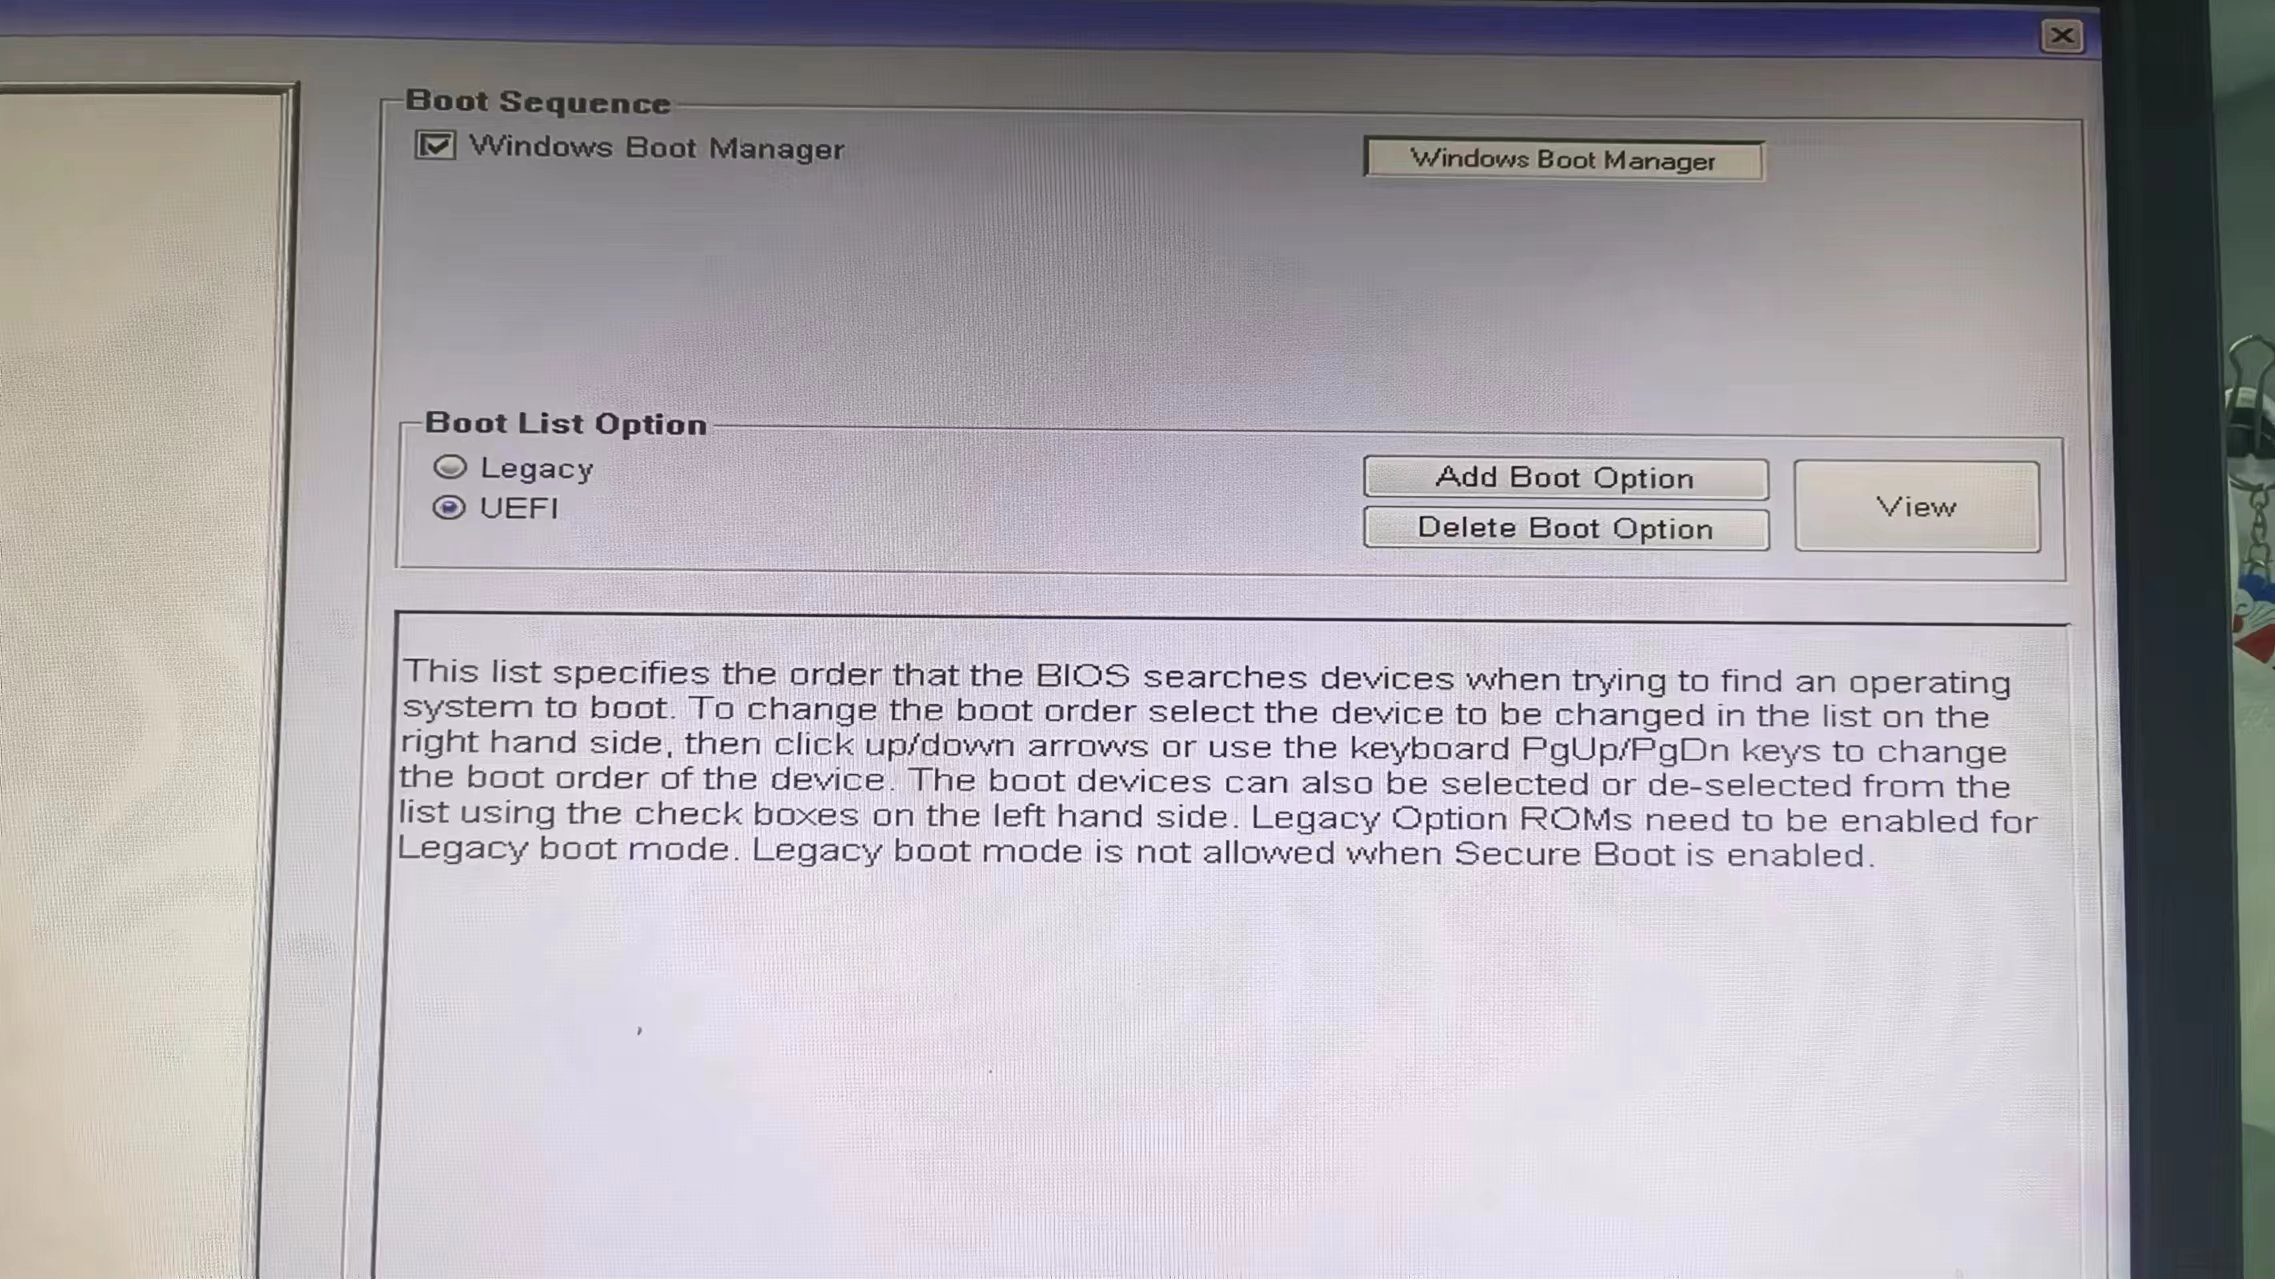 Boot Sequence
Windows Boot Manager
Windows Boot Manager
Boot List Option
Legacy
UEFI
Add Boot Option
Delete Boot Option
View
This list specifies the order that the BIOS searches devices when trying to find an operating
system to boot. To change the boot order select the device to be changed in the list on the
right hand side, then click up/down arrows or use the keyboard PgUp/PgDn keys to change
the boot order of the device. The boot devices can also be selected or de-selected from the
list using the check boxes on the left hand side. Legacy Option ROMs need to be enabled for
Legacy boot mode. Legacy boot mode is not allowed when Secure Boot is enabled.